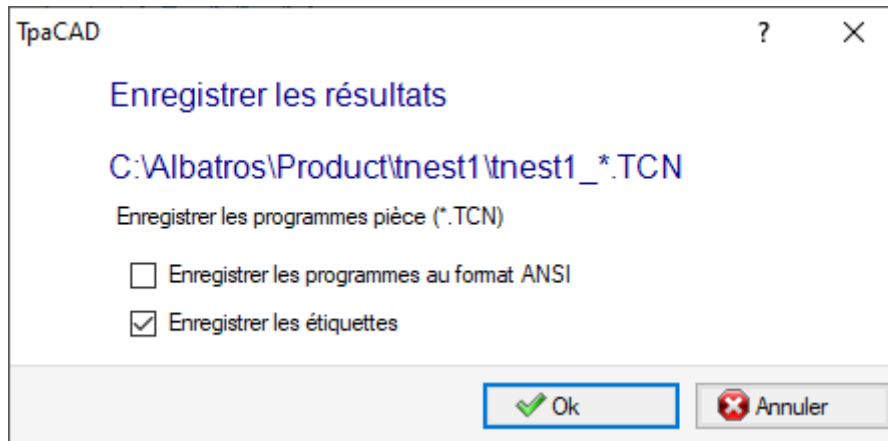 TpaCAD
?
Enregistrer les résultats
C:\Albatros\Product\tnest1\tnest1_*.TCN
Enregistrer les programmes pièce (*.TCN)
Enregistrer les programmes au format ANSI
Enregistrer les étiquettes
Ok
Annuler